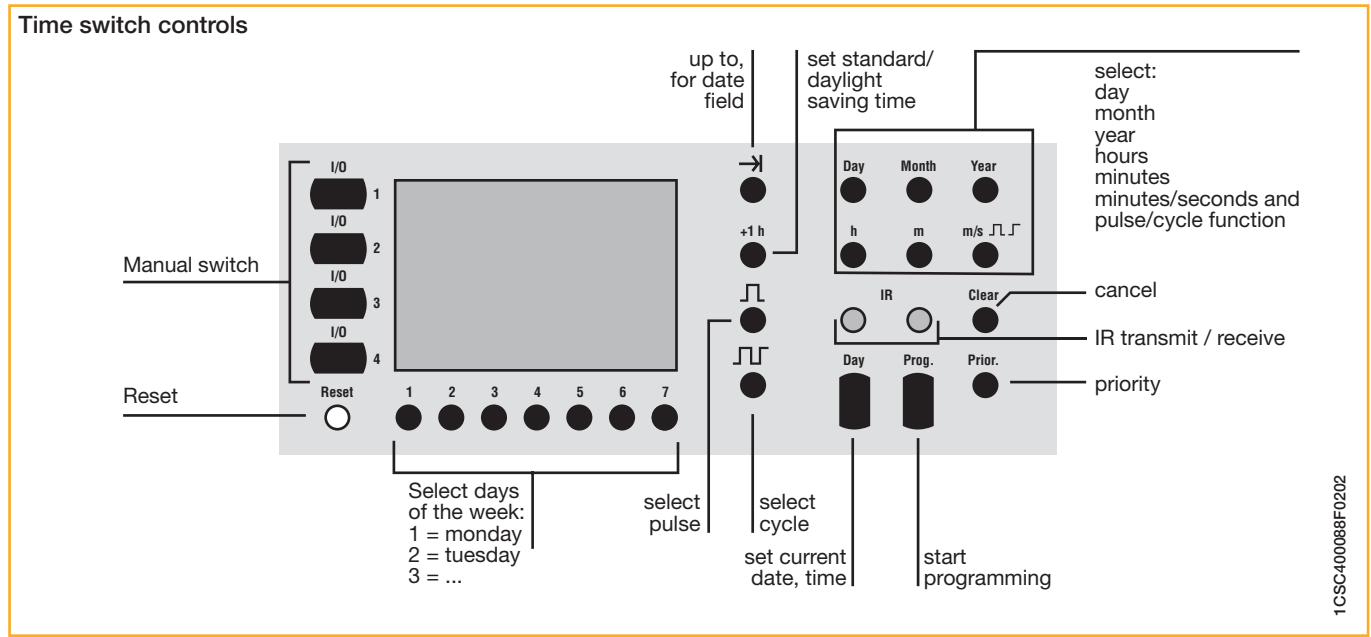 Time switch controls
up to,
for date
field
set standard/
daylight
saving time
select:
day
month
year
hours
minutes
minutes/seconds and
pulse/cycle function
I/O
1
I/O
2
I/O
3
I/O
4
Manual switch
Reset
Reset
1 2 3 4 5 6 7
Select days
of the week:
1 = monday
2 = tuesday
3 = ...
+1 h
select
pulse
select
cycle
Day Month Year
h m m/s
IR Clear
cancel
IR transmit / receive
Day Prog. Prior.
priority
set current
date, time
start
programming
1CSC400088F0202